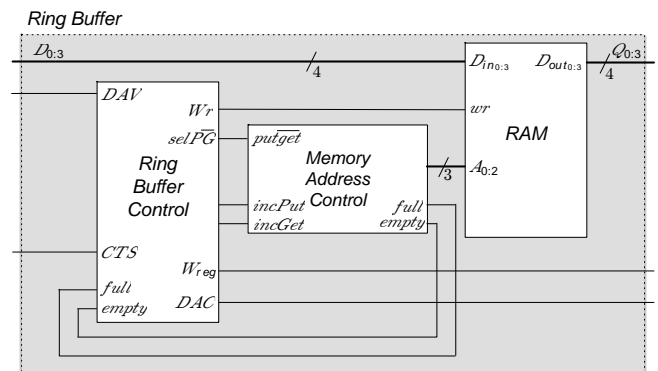 Ring Buffer
D0:3
4
Din0:3
Dout0:3
Q0:3
4
DAV
Wr
wr
RAM
selPG̅
putg̅e̅t̅
Memory
Address
Control
Ring
Buffer
Control
3
A0:2
incPut
full
incGet
empty
CTS
Wreg
full
DAC
empty